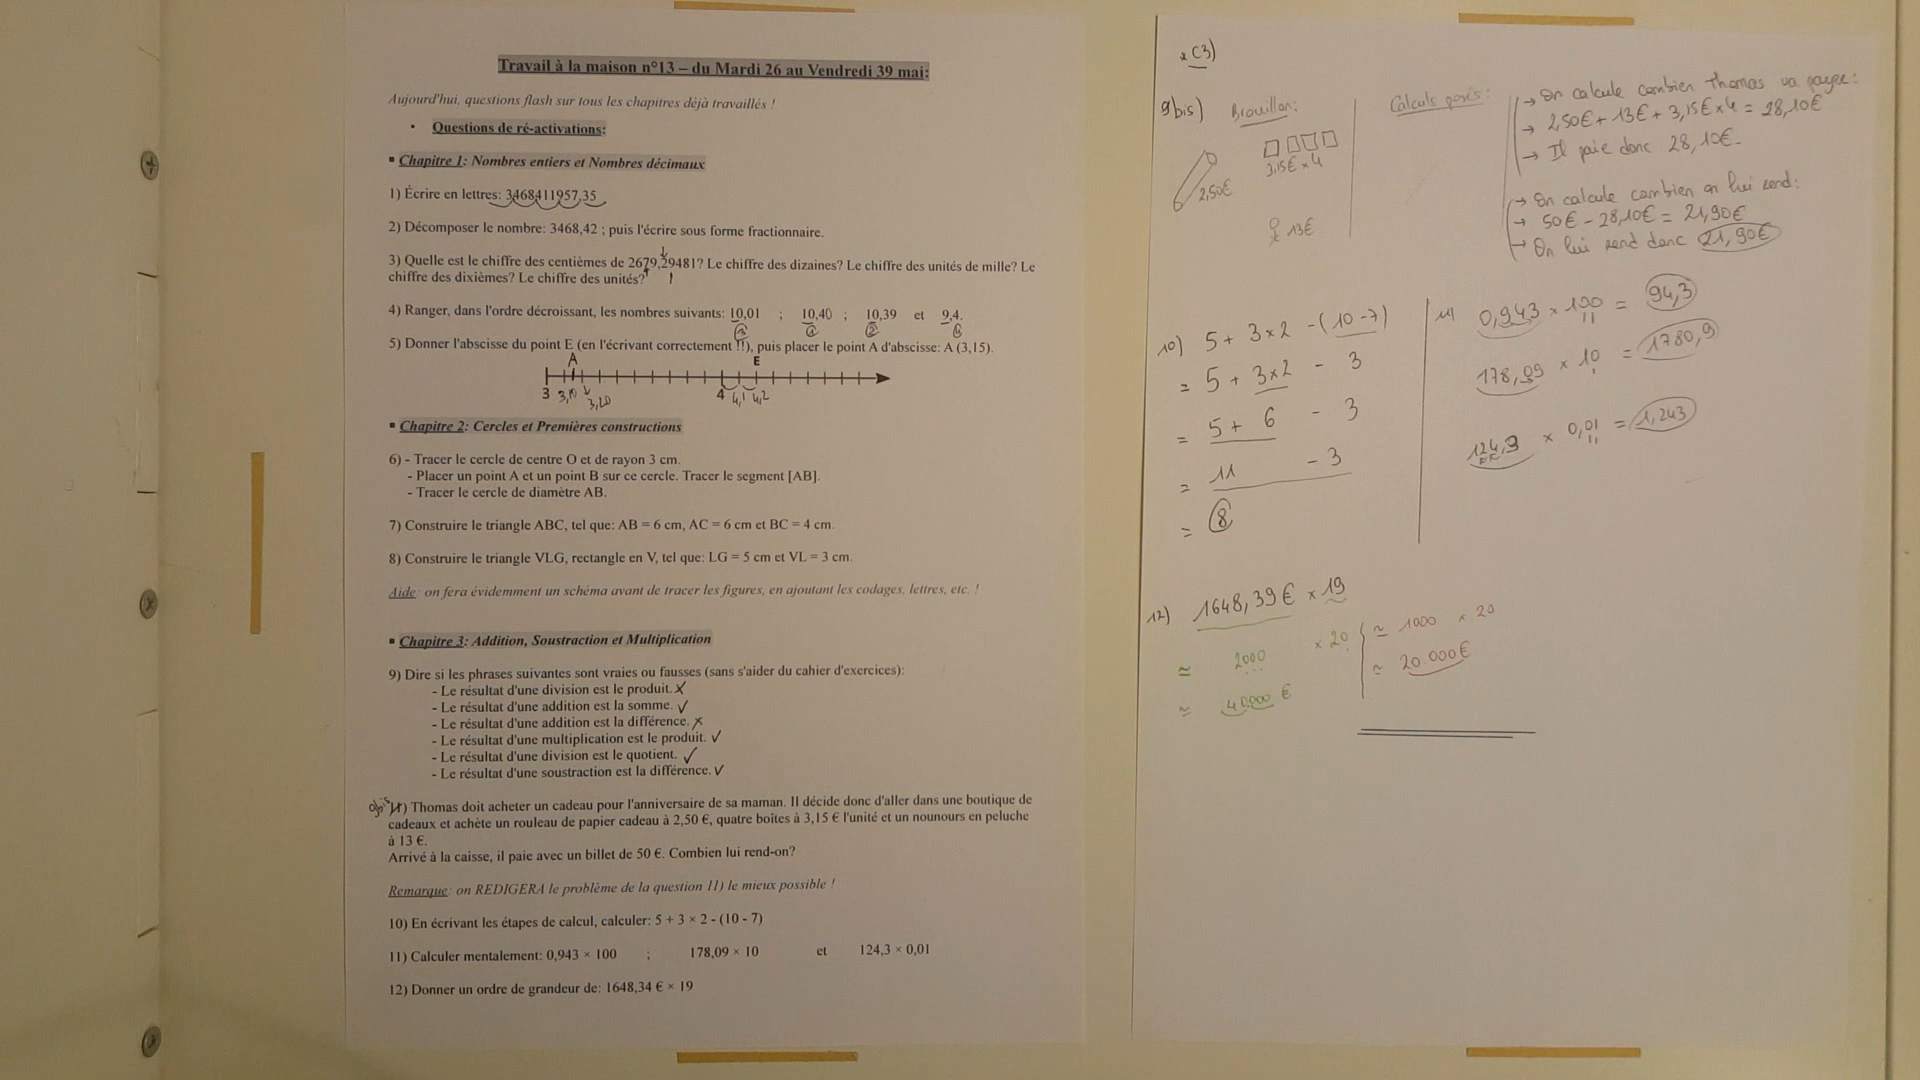 Travail à la maison n°13 – du Mardi 26 au Vendredi 39 mai:
Aujourd'hui, questions flash sur tous les chapitres déjà travaillés !
• Questions de ré-activations:
▪ Chapitre 1: Nombres entiers et Nombres décimaux
1) Écrire en lettres: 3468411957,35
2) Décomposer le nombre: 3468,42 ; puis l'écrire sous forme fractionnaire.
3) Quelle est le chiffre des centièmes de 2679,29481? Le chiffre des dizaines? Le chiffre des unités de mille? Le
chiffre des dixièmes? Le chiffre des unités?
4) Ranger, dans l'ordre décroissant, les nombres suivants: 10,01 ; 10,40 ; 10,39 et 9,4.
5) Donner l'abscisse du point E (en l'écrivant correctement !!), puis placer le point A d'abscisse: A (3,15).
A E
3 3,10 3,20 4 4,1 4,2
▪ Chapitre 2: Cercles et Premières constructions
6) - Tracer le cercle de centre O et de rayon 3 cm.
- Placer un point A et un point B sur ce cercle. Tracer le segment [AB].
- Tracer le cercle de diamètre AB.
7) Construire le triangle ABC, tel que: AB = 6 cm, AC = 6 cm et BC = 4 cm.
8) Construire le triangle VLG, rectangle en V, tel que: LG = 5 cm et VL = 3 cm.
Aide: on fera évidemment un schéma avant de tracer les figures, en ajoutant les codages, lettres, etc. !
▪ Chapitre 3: Addition, Soustraction et Multiplication
9) Dire si les phrases suivantes sont vraies ou fausses (sans s'aider du cahier d'exercices):
- Le résultat d'une division est le produit. ✗
- Le résultat d'une addition est la somme. ✓
- Le résultat d'une addition est la différence. ✗
- Le résultat d'une multiplication est le produit. ✓
- Le résultat d'une division est le quotient. ✓
- Le résultat d'une soustraction est la différence. ✓
9bis) Thomas doit acheter un cadeau pour l'anniversaire de sa maman. Il décide donc d'aller dans une boutique de
cadeaux et achète un rouleau de papier cadeau à 2,50 €, quatre boîtes à 3,15 € l'unité et un nounours en peluche
à 13 €.
Arrivé à la caisse, il paie avec un billet de 50 €. Combien lui rend-on?
Remarque: on REDIGERA le problème de la question 11) le mieux possible !
10) En écrivant les étapes de calcul, calculer: 5 + 3 × 2 - (10 - 7)
11) Calculer mentalement: 0,943 × 100 ; 178,09 × 10 et 124,3 × 0,01
12) Donner un ordre de grandeur de: 1648,34 € × 19
* C3)
9bis) Brouillon:
3,15€ × 4
2,50€
13€
Calculs posés:
→ On calcule combien Thomas va payer:
→ 2,50€ + 13€ + 3,15€ × 4 = 28,10€
→ Il paie donc 28,10€.
→ On calcule combien on lui rend:
→ 50€ - 28,10€ = 21,90€
→ On lui rend donc 21,90€
10) 5 + 3×2 - (10-7)
= 5 + 3×2 - 3
= 5 + 6 - 3
= 11 - 3
= 8
11) 0,943 × 100 = 94,3
178,09 × 10 = 1780,9
124,3 × 0,01 = 1,243
12) 1648,39€ × 19
≈ 2000 × 20
≈ 40.000 €
≈ 1000 × 20
≈ 20.000€